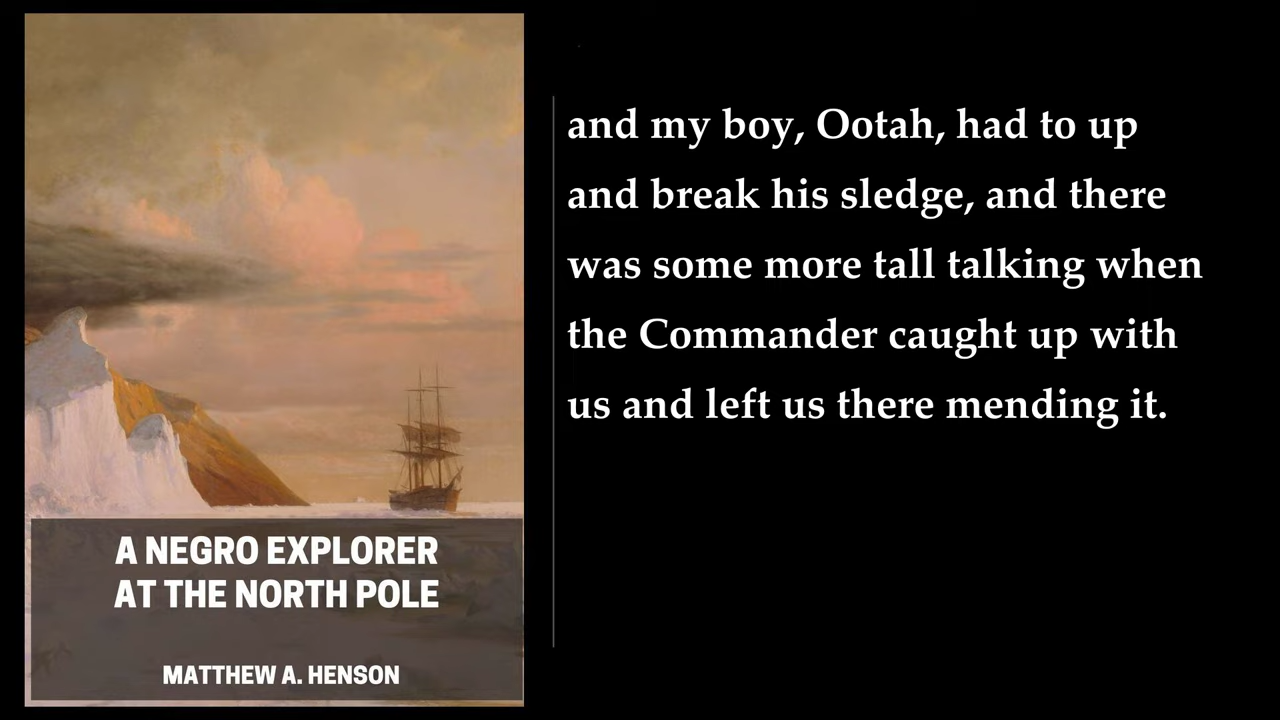 A NEGRO EXPLORER
AT THE NORTH POLE
MATTHEW A. HENSON
and my boy, Ootah, had to up
and break his sledge, and there
was some more tall talking when
the Commander caught up with
us and left us there mending it.